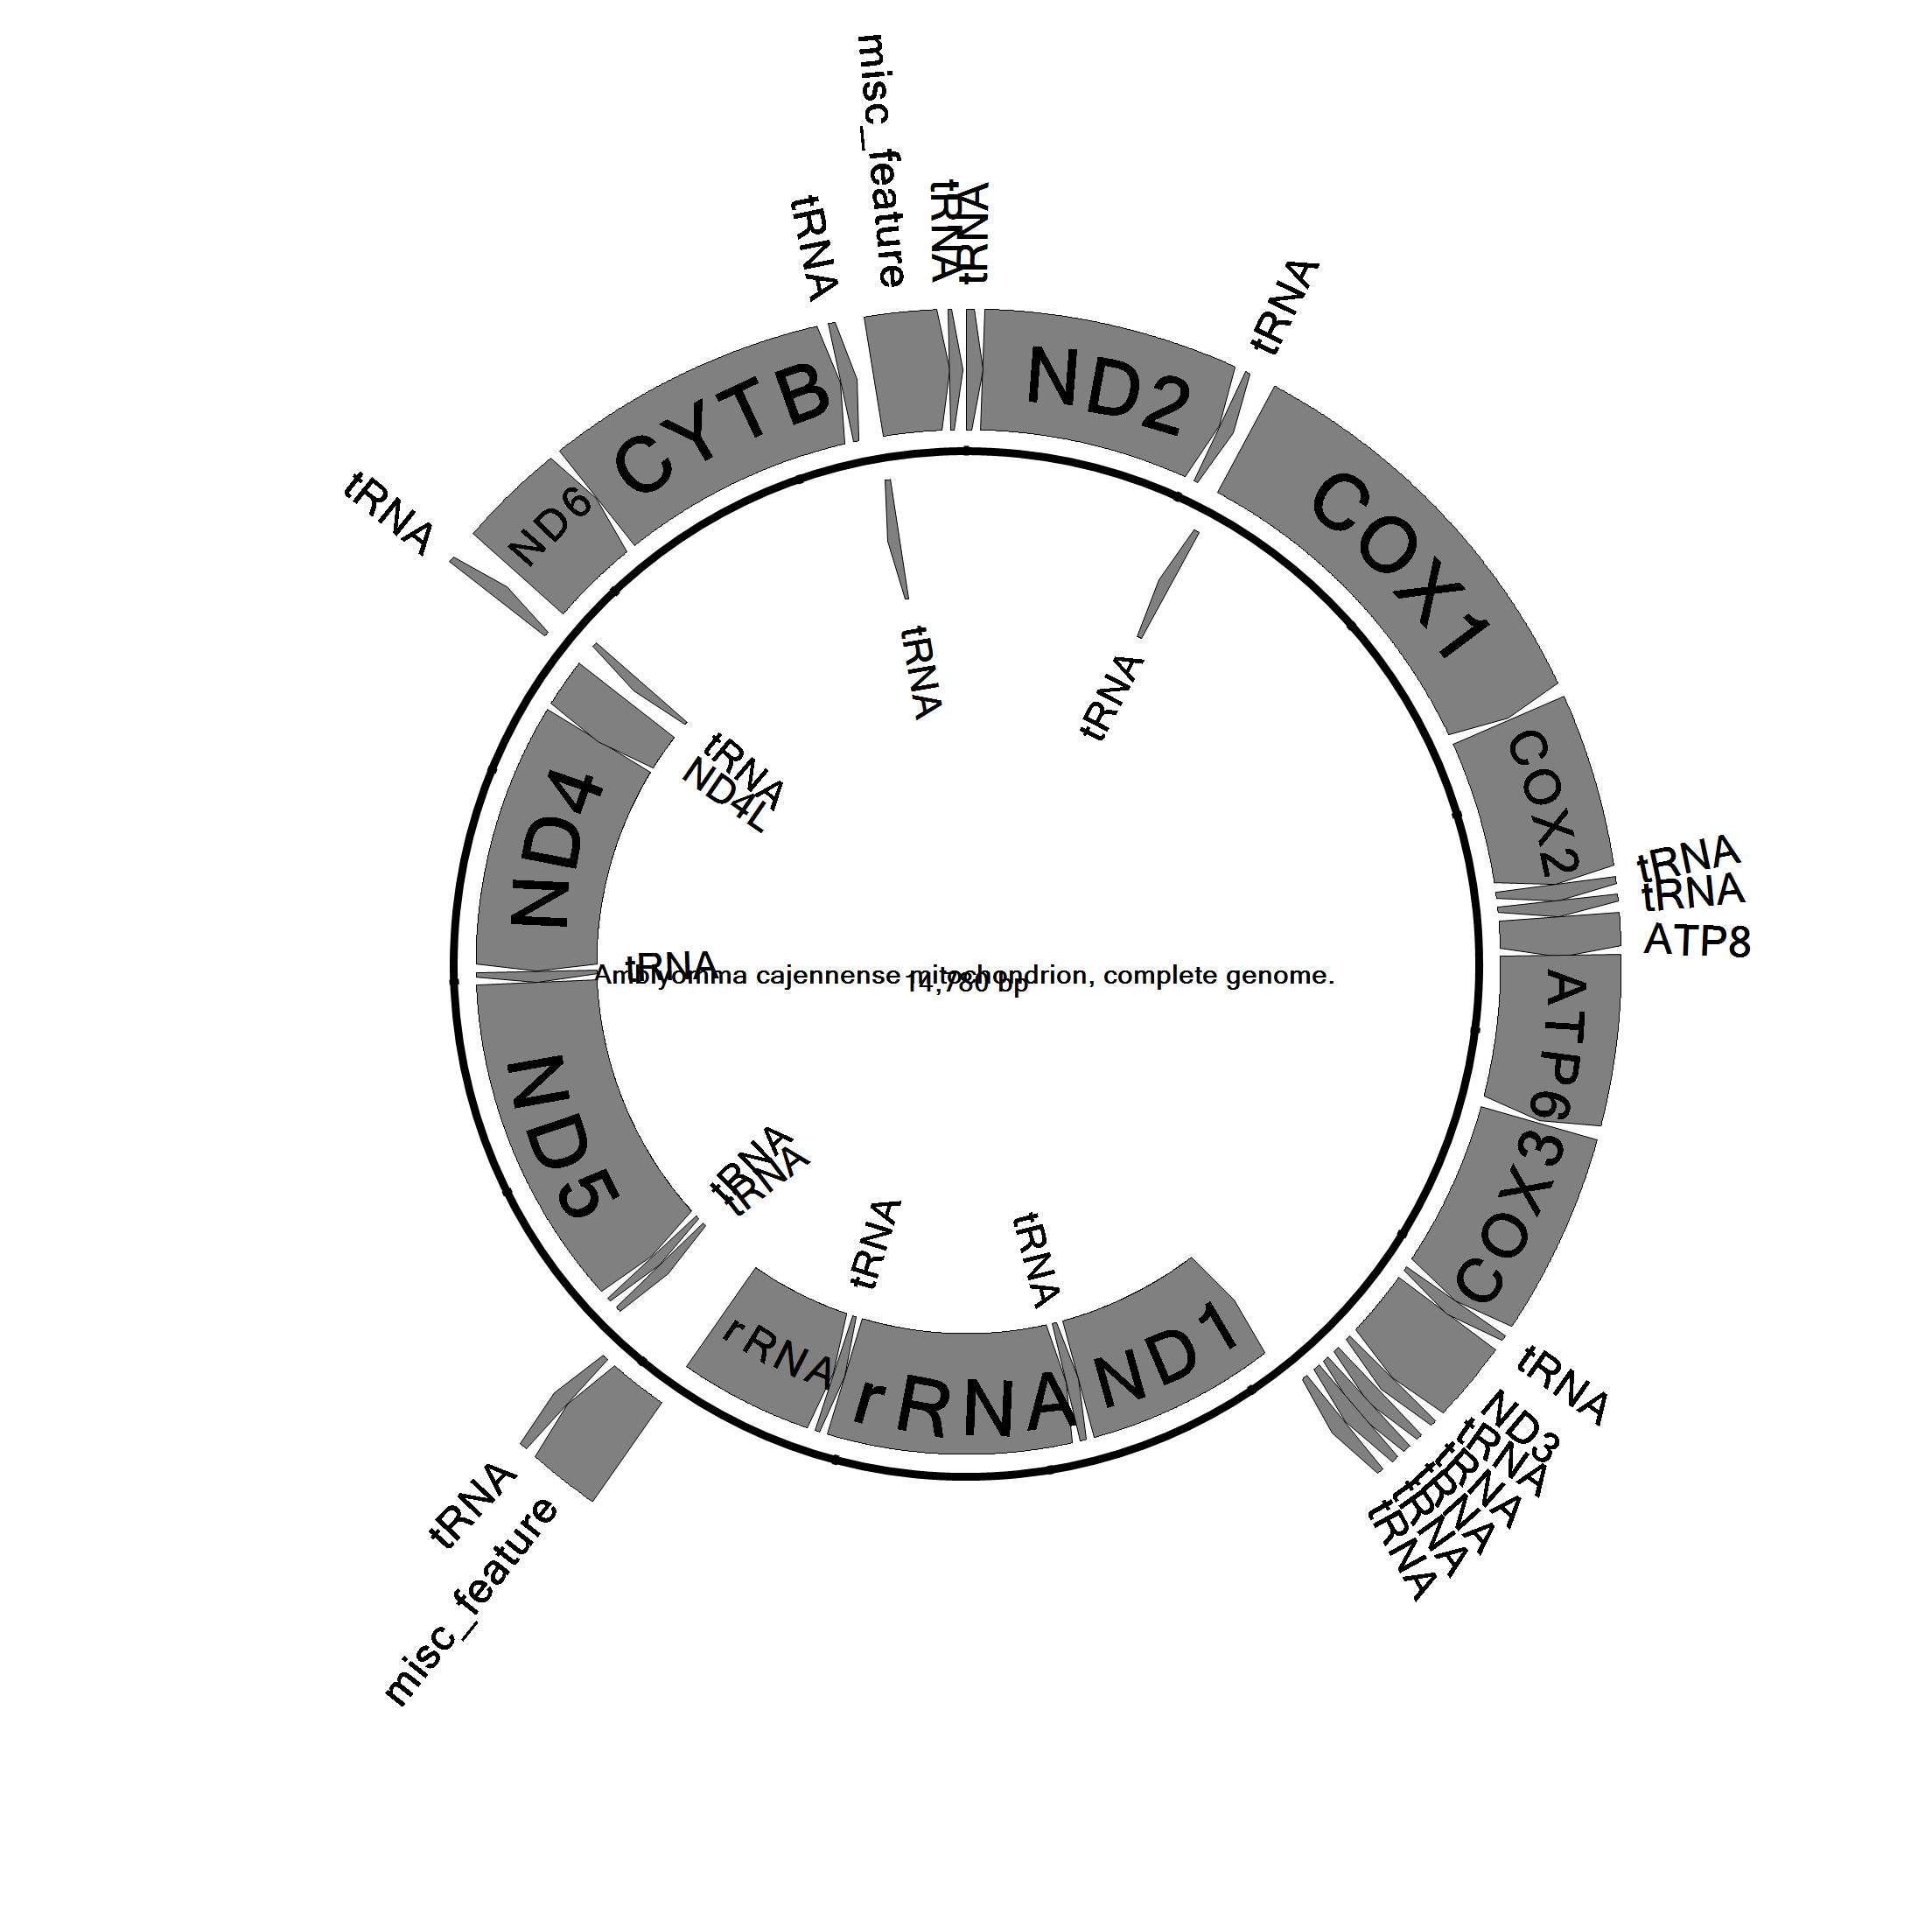 misc_feature
tRNA
tRNA
tRNA
ND2
tRNA
COX1
COX2
tRNA
tRNA
ATP8
ATP6
COX3
tRNA
ND3
tRNA
tRNA
tRNA
tRNA
tRNA
ND1
tRNA
rRNA
tRNA
rRNA
misc_feature
tRNA
tRNA
tRNA
ND5
tRNA
ND4
ND4L
tRNA
tRNA
ND6
CYTB
tRNA
tRNA
Amblyomma cajennense mitochondrion, complete genome.
14,780 bp